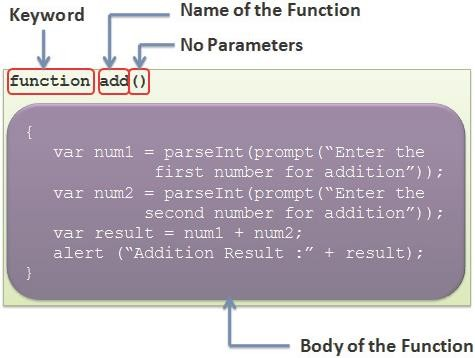 Keyword
Name of the Function
No Parameters
function add()
{
var num1 = parseInt(prompt(“Enter the
first number for addition”));
var num2 = parseInt(prompt(“Enter the
second number for addition”));
var result = num1 + num2;
alert (“Addition Result :” + result);
}
Body of the Function